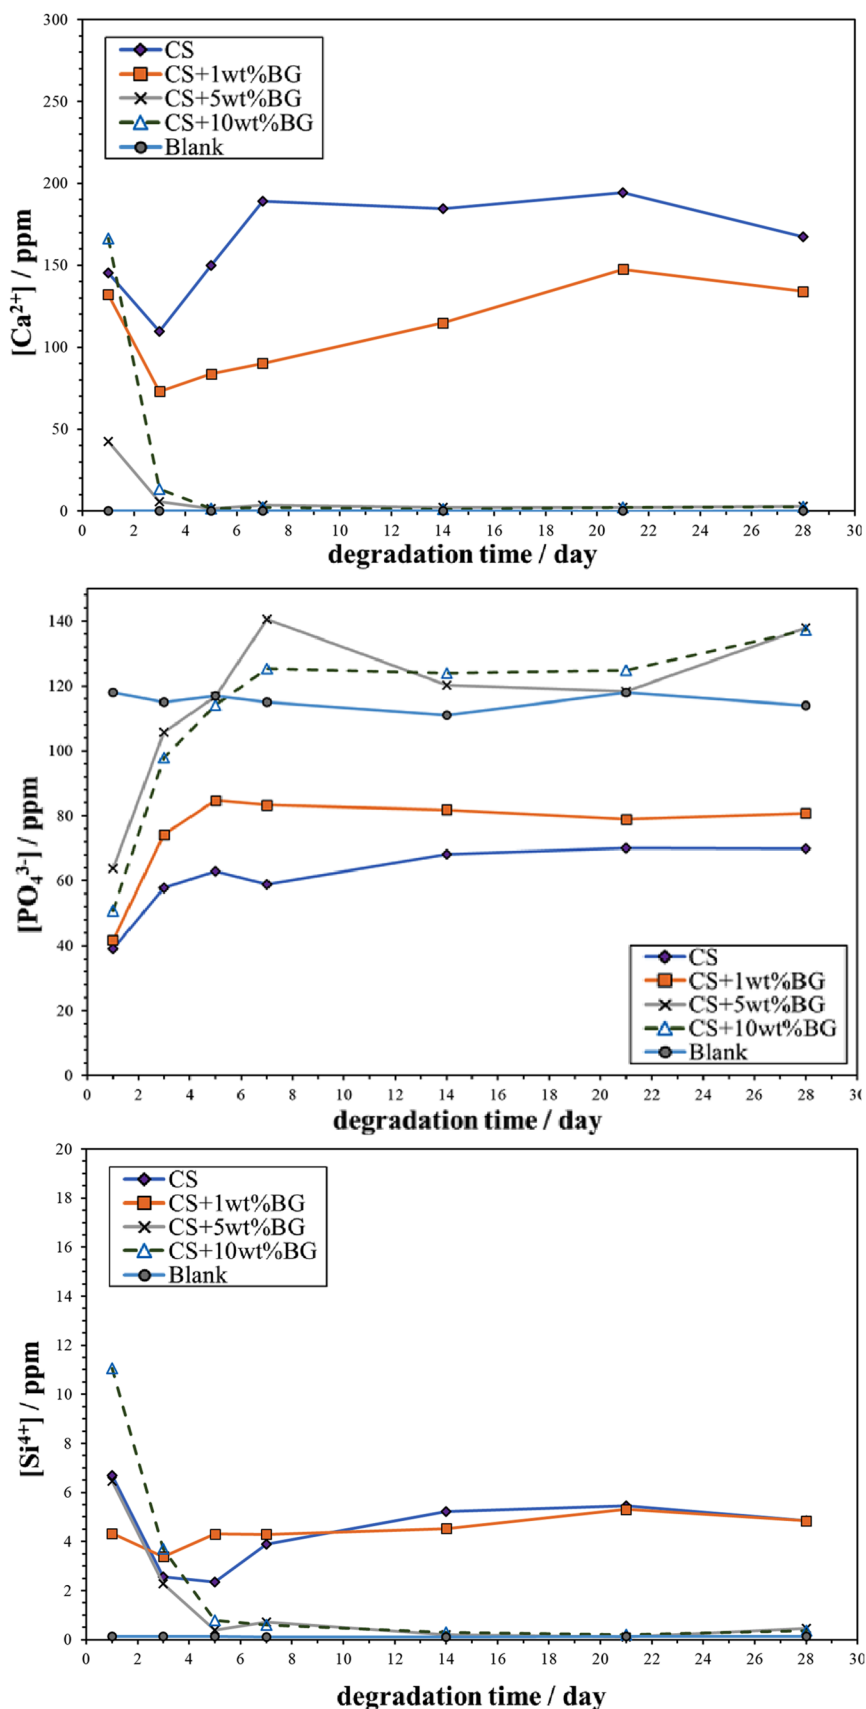 300
250
200
150
100
50
0
[Ca²⁺] / ppm
CS
CS+1wt%BG
CS+5wt%BG
CS+10wt%BG
Blank
0 2 4 6 8 10 12 14 16 18 20 22 24 26 28 30
degradation time / day
140
120
100
80
60
40
20
0
[PO₄³⁻] / ppm
CS
CS+1wt%BG
CS+5wt%BG
CS+10wt%BG
Blank
0 2 4 6 8 10 12 14 16 18 20 22 24 26 28 30
degradation time / day
20
18
16
14
12
10
8
6
4
2
0
[Si⁴⁺] / ppm
CS
CS+1wt%BG
CS+5wt%BG
CS+10wt%BG
Blank
0 2 4 6 8 10 12 14 16 18 20 22 24 26 28 30
degradation time / day